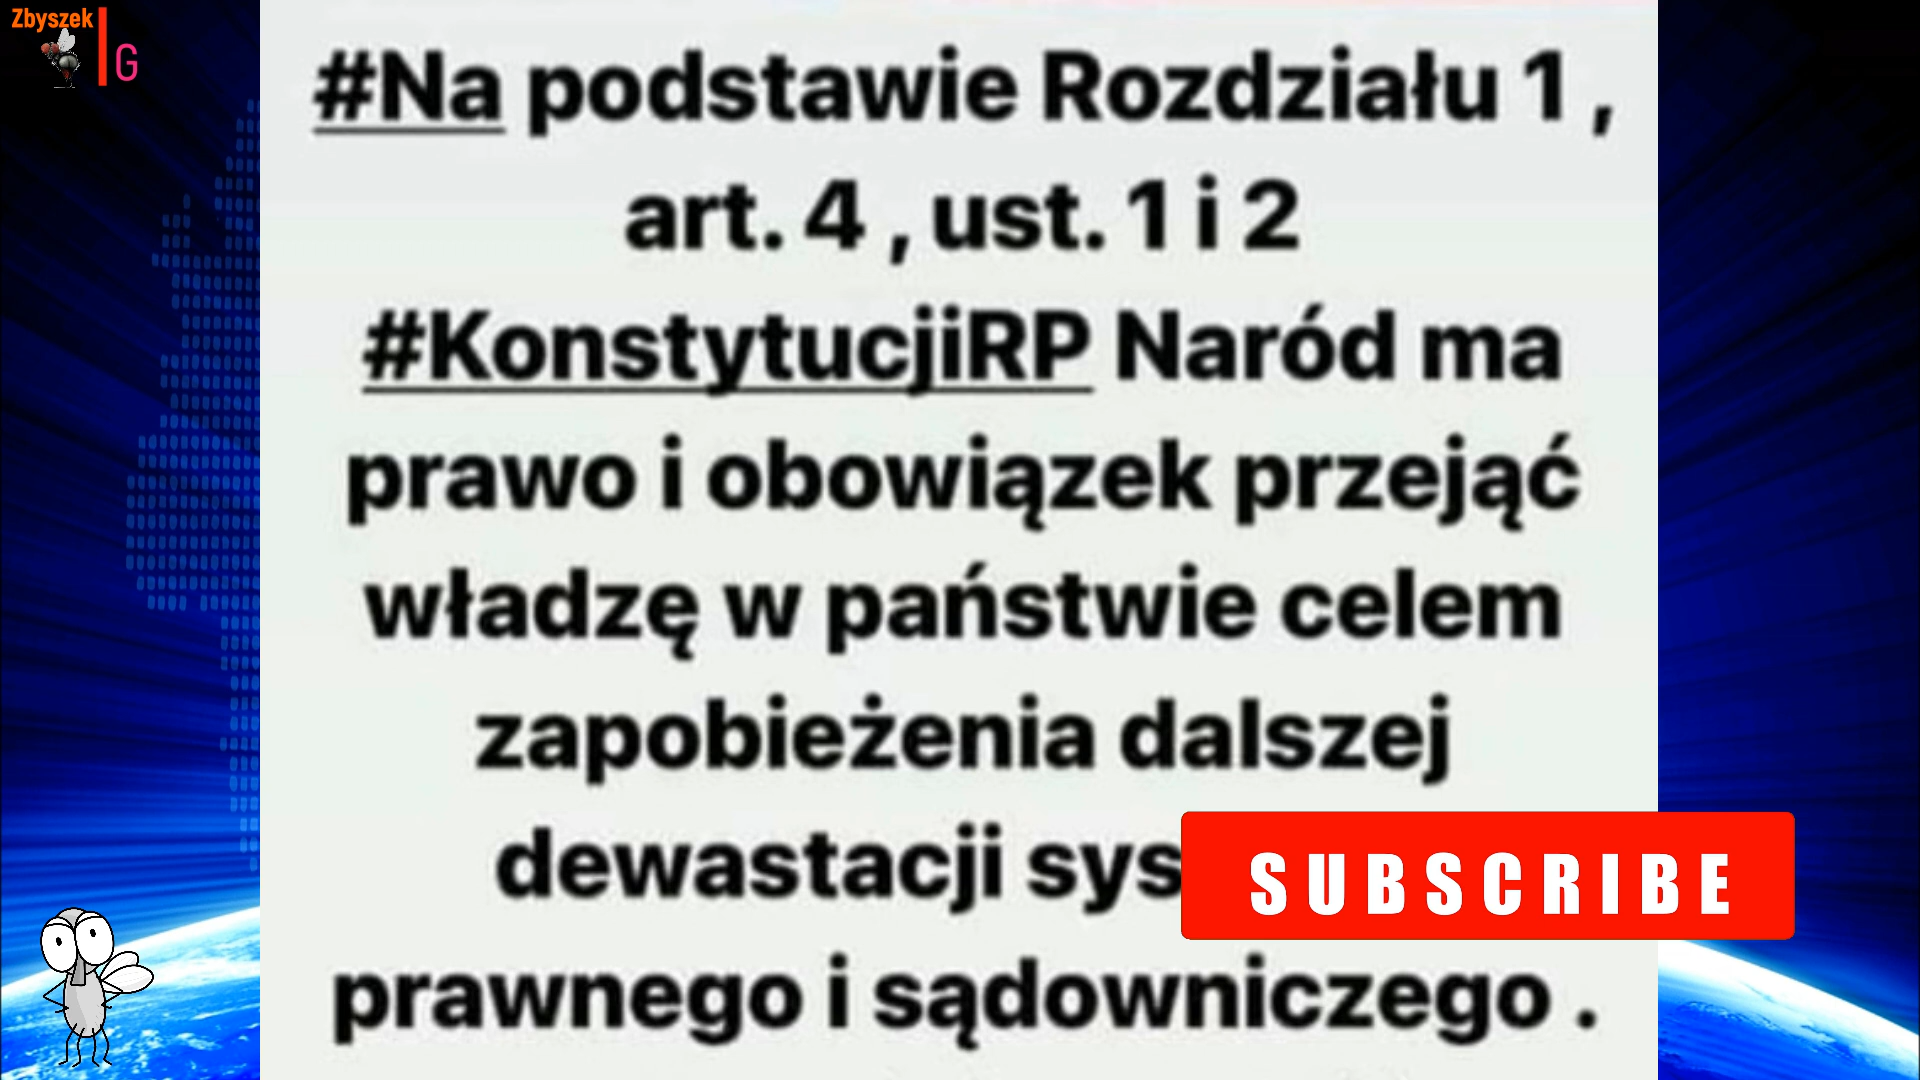 Zbyszek
G
#Na podstawie Rozdziału 1 ,
art. 4 , ust. 1 i 2
#KonstytucjiRP Naród ma
prawo i obowiązek przejąć
władzę w państwie celem
zapobieżenia dalszej
dewastacji sys
SUBSCRIBE
prawnego i sądowniczego .